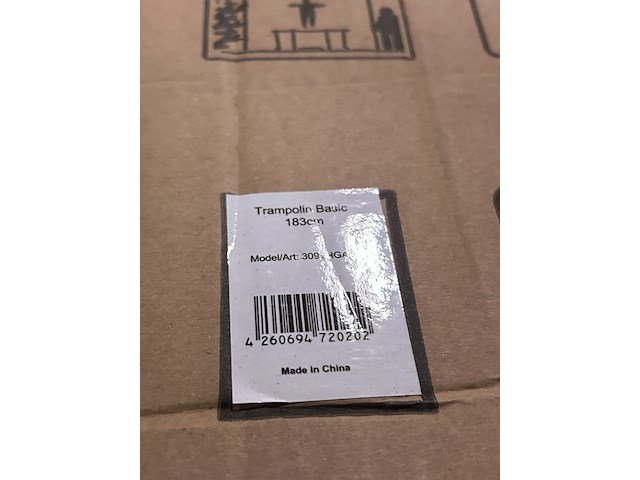 Trampolin Basic
183cm
Model/Art:
4 260694 720202
Made in China